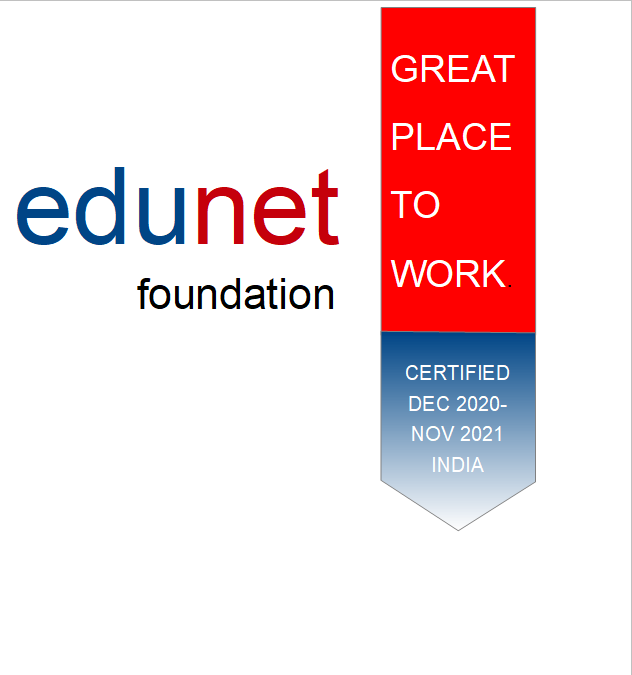 edunet
foundation
GREAT
PLACE
TO
WORK.
CERTIFIED
DEC 2020-
NOV 2021
INDIA